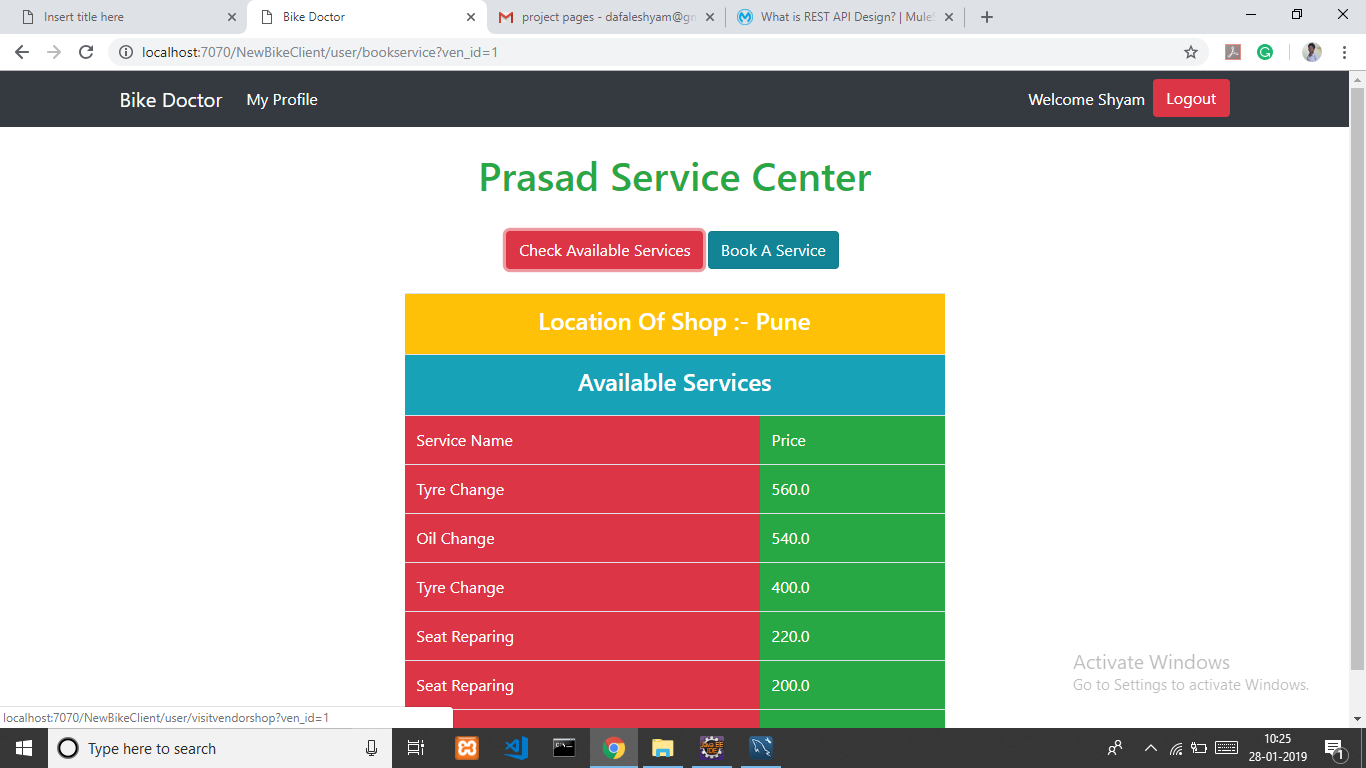 Insert title here
Bike Doctor
project pages - dafaleshyam@gm
What is REST API Design? | MuleS
localhost:7070/NewBikeClient/user/bookservice?ven_id=1
Bike Doctor
My Profile
Welcome Shyam
Logout
Prasad Service Center
Check Available Services
Book A Service
Location Of Shop :- Pune
Available Services
Service Name Price
Tyre Change 560.0
Oil Change 540.0
Tyre Change 400.0
Seat Reparing 220.0
Seat Reparing 200.0
Activate Windows
Go to Settings to activate Windows.
localhost:7070/NewBikeClient/user/visitvendorshop?ven_id=1
Type here to search
10:25
28-01-2019
1